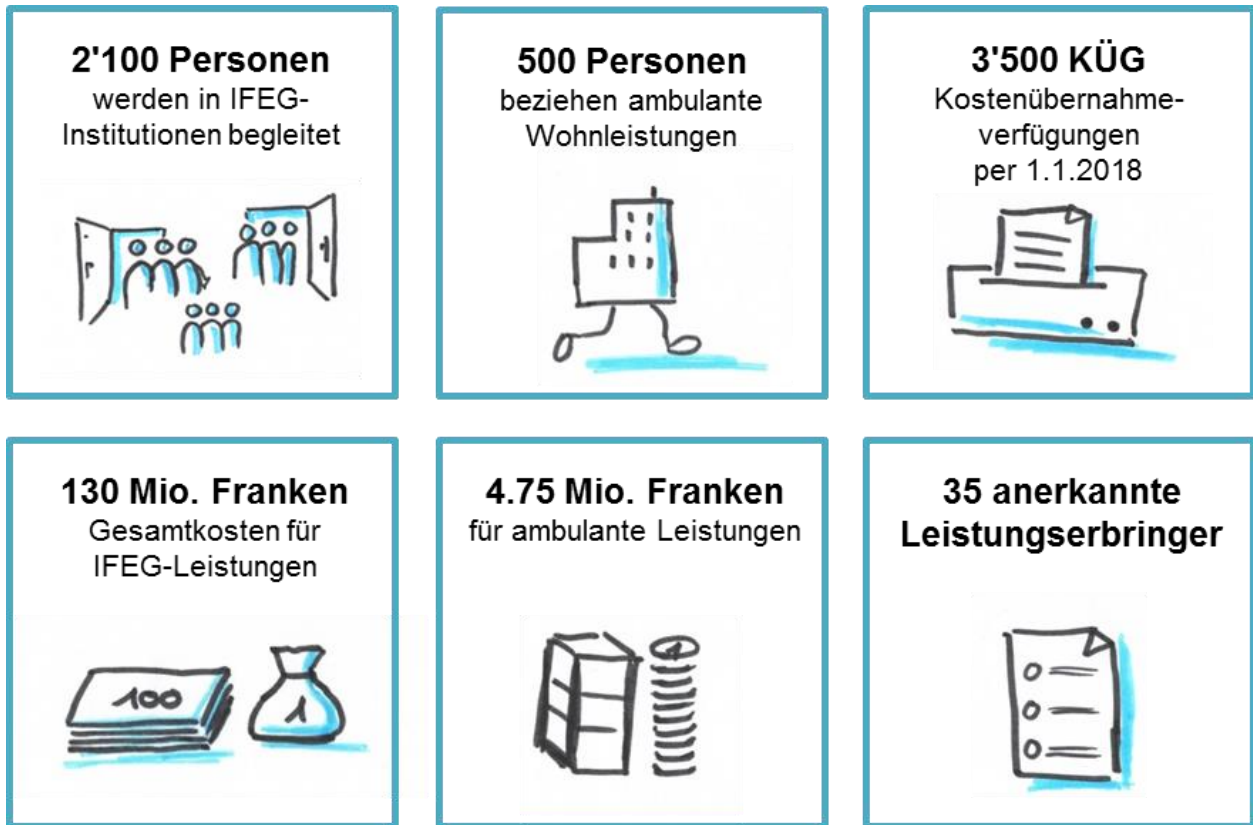 2'100 Personen
werden in IFEG-
Institutionen begleitet
500 Personen
beziehen ambulante
Wohnleistungen
3'500 KÜG
Kostenübernahme-
verfügungen
per 1.1.2018
130 Mio. Franken
Gesamtkosten für
IFEG-Leistungen
100
1
4.75 Mio. Franken
für ambulante Leistungen
1
35 anerkannte
Leistungserbringer